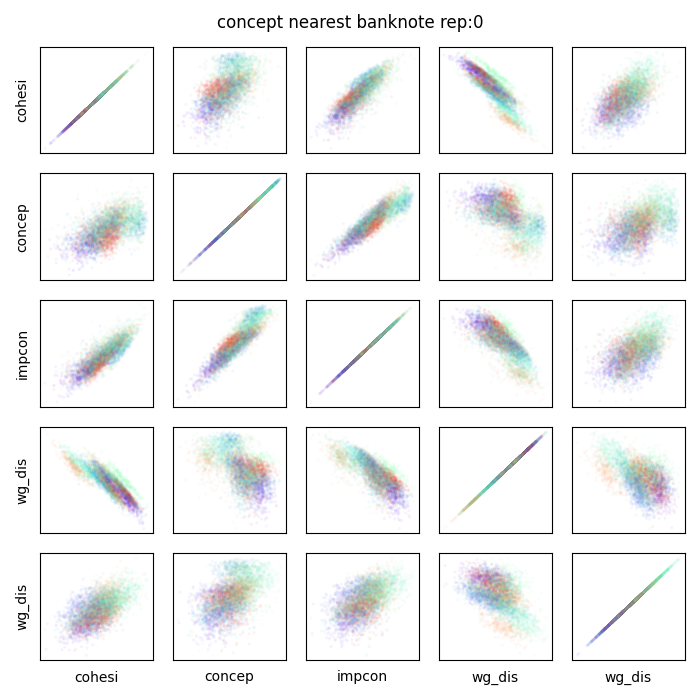 concept nearest banknote rep:0
cohesi
concep
impcon
wg_dis
wg_dis
cohesi concep impcon wg_dis wg_dis